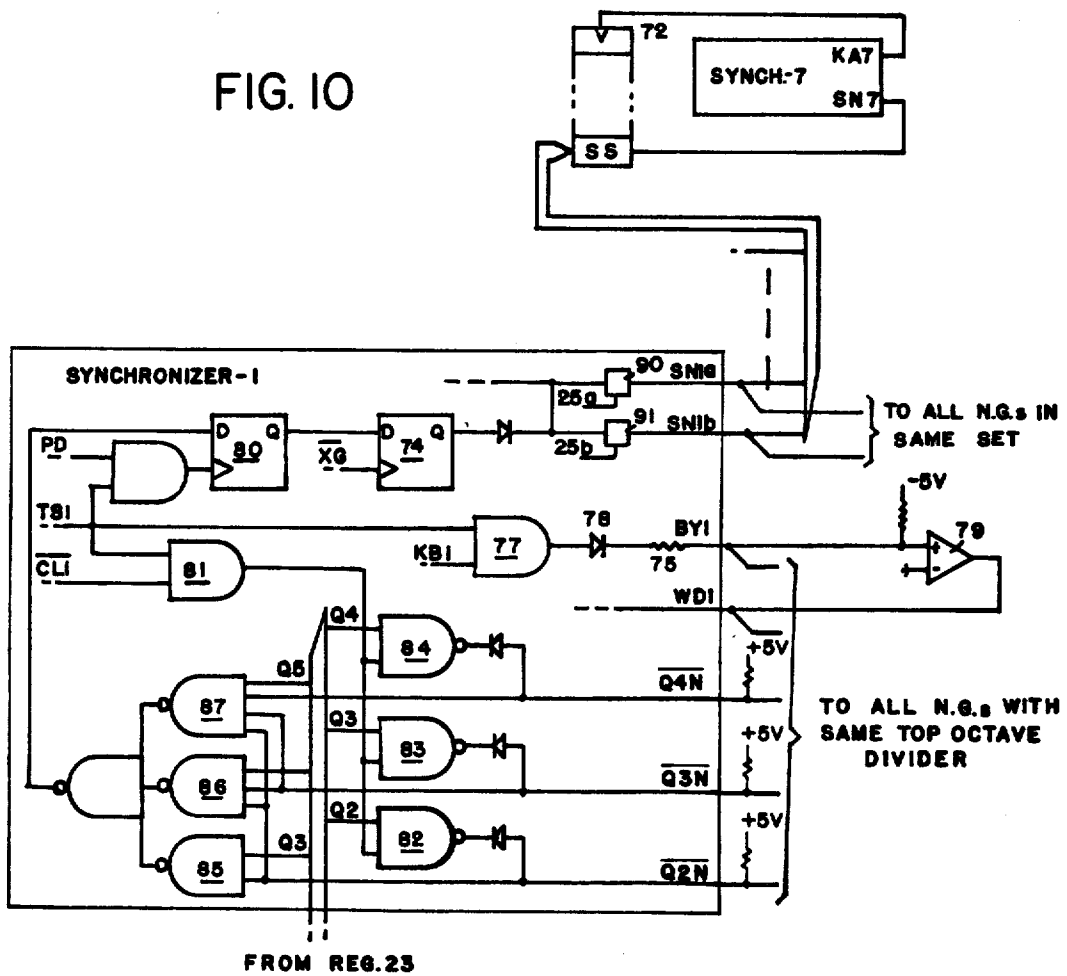 FIG. 10
72
SYNCH.-7
KA7
SN7
SS
SYNCHRONIZER-1
90
SN1a
25a
91
SN1b
25b
TO ALL N.G.s IN
SAME SET
PD
D
Q
80
XG
D
Q
74
-5V
TS1
78
BY1
79
+
-
KB1
77
75
CL1
81
WD1
Q4
84
+5V
Q4N
Q5
87
Q3
83
+5V
Q3N
TO ALL N.G.s WITH
SAME TOP OCTAVE
DIVIDER
86
Q2
82
+5V
Q3
85
Q2N
FROM REG.23